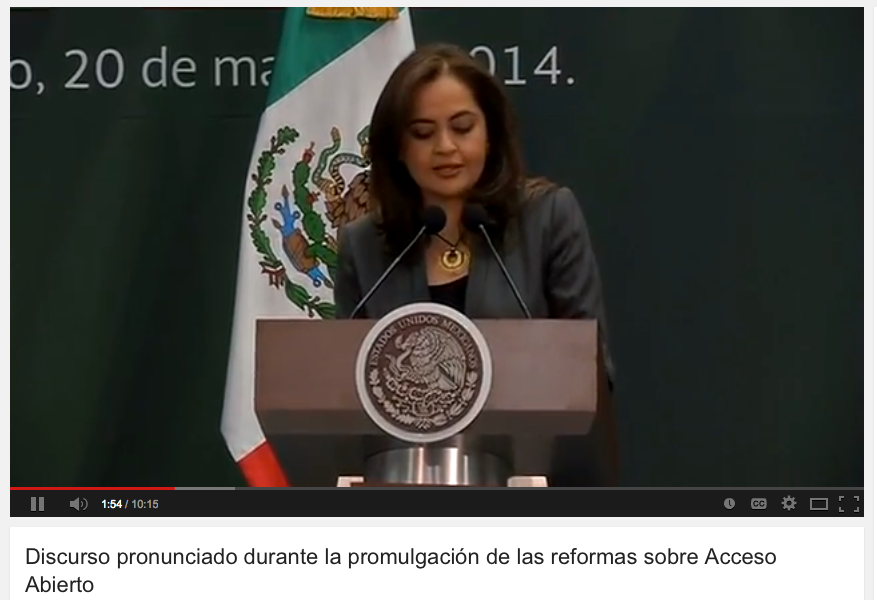 o, 20 de ma 014.
ESTADOS UNIDOS MEXICANOS
1:54 / 10:15
CC
Discurso pronunciado durante la promulgación de las reformas sobre Acceso
Abierto